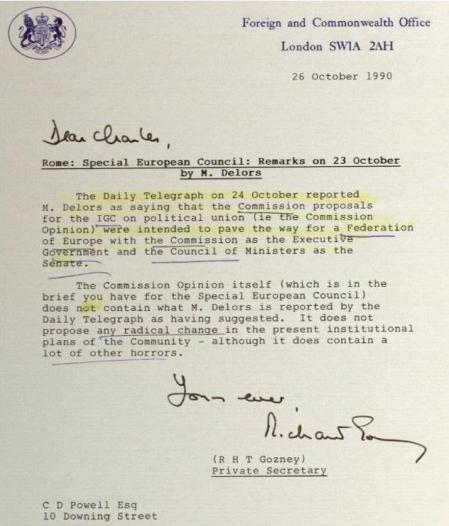 Foreign and Commonwealth Office
London SW1A 2AH
26 October 1990
Dear Charles,
Rome: Special European Council: Remarks on 23 October
by M. Delors
The Daily Telegraph on 24 October reported
M. Delors as saying that the Commission proposals
for the IGC on political union (ie the Commission
Opinion) were intended to pave the way for a Federation
of Europe with the Commission as the Executive
Government and the Council of Ministers as the
Senate.
The Commission Opinion itself (which is in the
brief you have for the Special European Council)
does not contain what M. Delors is reported by the
Daily Telegraph as having suggested. It does not
propose any radical change in the present institutional
plans of the Community - although it does contain a
lot of other horrors.
Yours ever,
Richard Gozney
(R H T Gozney)
Private Secretary
C D Powell Esq
10 Downing Street